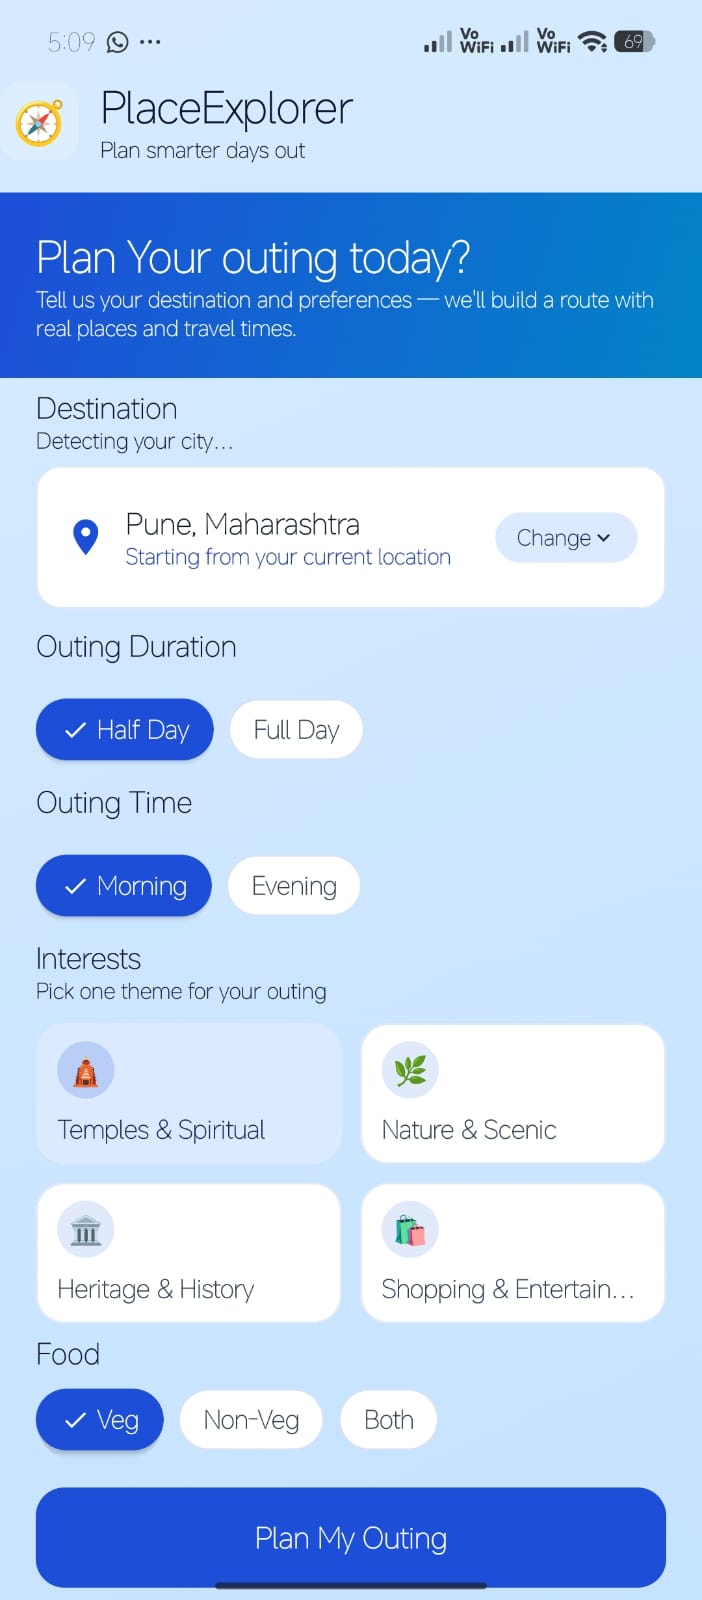 5:09
Vo WiFi Vo WiFi 69
PlaceExplorer
Plan smarter days out
Plan Your outing today?
Tell us your destination and preferences — we'll build a route with
real places and travel times.
Destination
Detecting your city...
Pune, Maharashtra
Starting from your current location
Change
Outing Duration
Half Day
Full Day
Outing Time
Morning
Evening
Interests
Pick one theme for your outing
Temples & Spiritual
Nature & Scenic
Heritage & History
Shopping & Entertain...
Food
Veg
Non-Veg
Both
Plan My Outing